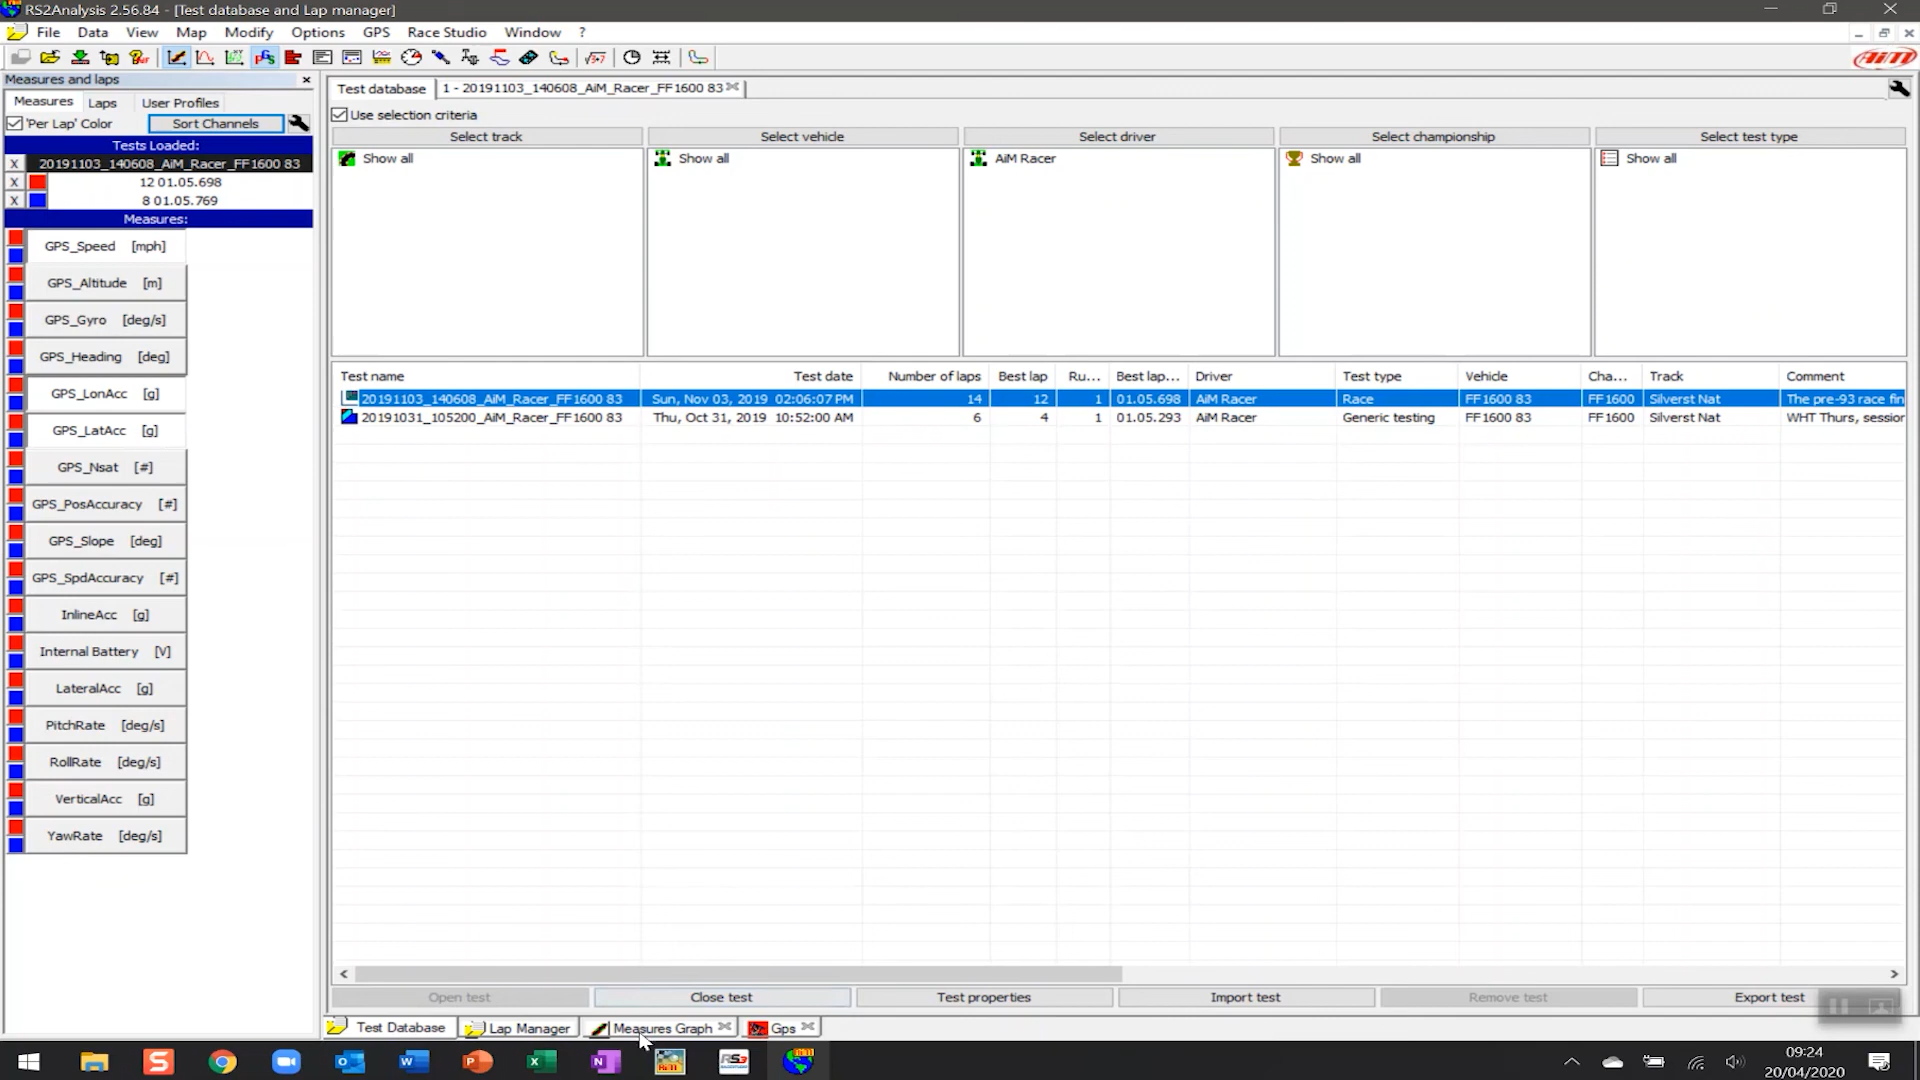 RS2Analysis 2.56.84 - [Test database and Lap manager]
File Data View Map Modify Options GPS Race Studio Window ?
Measures and laps
Measures Laps User Profiles
'Per Lap' Color Sort Channels
Tests Loaded:
X 20191103_140608_AiM_Racer_FF1600 83
X 12 01.05.698
X 8 01.05.769
Measures:
GPS_Speed [mph]
GPS_Altitude [m]
GPS_Gyro [deg/s]
GPS_Heading [deg]
GPS_LonAcc [g]
GPS_LatAcc [g]
GPS_Nsat [#]
GPS_PosAccuracy [#]
GPS_Slope [deg]
GPS_SpdAccuracy [#]
InlineAcc [g]
Internal Battery [V]
LateralAcc [g]
PitchRate [deg/s]
RollRate [deg/s]
VerticalAcc [g]
YawRate [deg/s]
AiM
Test database 1 - 20191103_140608_AiM_Racer_FF1600 83
Use selection criteria
Select track Select vehicle Select driver Select championship Select test type
Show all Show all AiM Racer Show all Show all
Test name Test date Number of laps Best lap Ru... Best lap... Driver Test type Vehicle Cha... Track Comment
20191103_140608_AiM_Racer_FF1600 83 Sun, Nov 03, 2019 02:06:07 PM 14 12 1 01.05.698 AiM Racer Race FF1600 83 FF1600 Silverst Nat The pre-93 race fin
20191031_105200_AiM_Racer_FF1600 83 Thu, Oct 31, 2019 10:52:00 AM 6 4 1 01.05.293 AiM Racer Generic testing FF1600 83 FF1600 Silverst Nat WHT Thurs, session
Open test Close test Test properties Import test Remove test Export test
Test Database Lap Manager Measures Graph Gps
09:24
20/04/2020